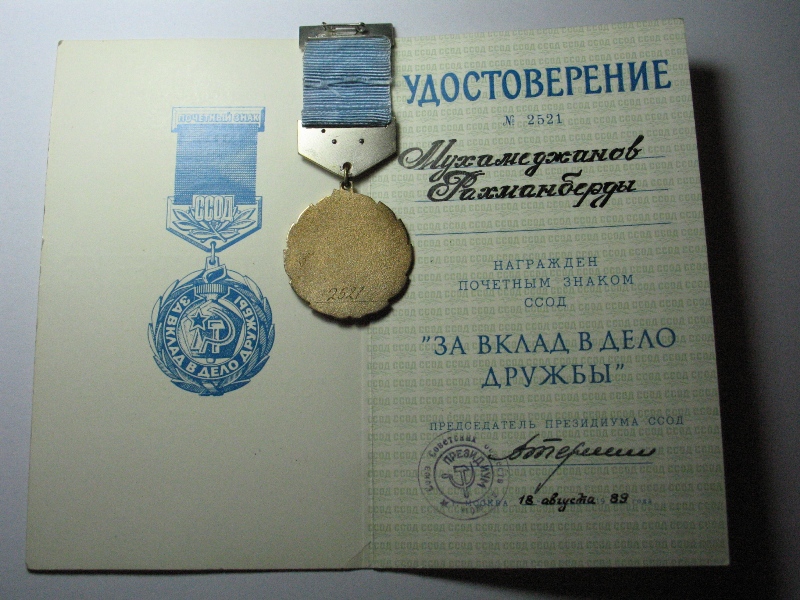 ПОЧЕТНЫЙ ЗНАК
ССОД
ЗА ВКЛАД В ДЕЛО ДРУЖБЫ
2521
УДОСТОВЕРЕНИЕ
№ 2521
Мухамеджанов
Рахманберды
НАГРАЖДЕН
ПОЧЕТНЫМ ЗНАКОМ
ССОД
"ЗА ВКЛАД В ДЕЛО
ДРУЖБЫ"
ПРЕДСЕДАТЕЛЬ ПРЕЗИДИУМА ССОД
ПРЕЗИДИУМ
18 августа 89 года